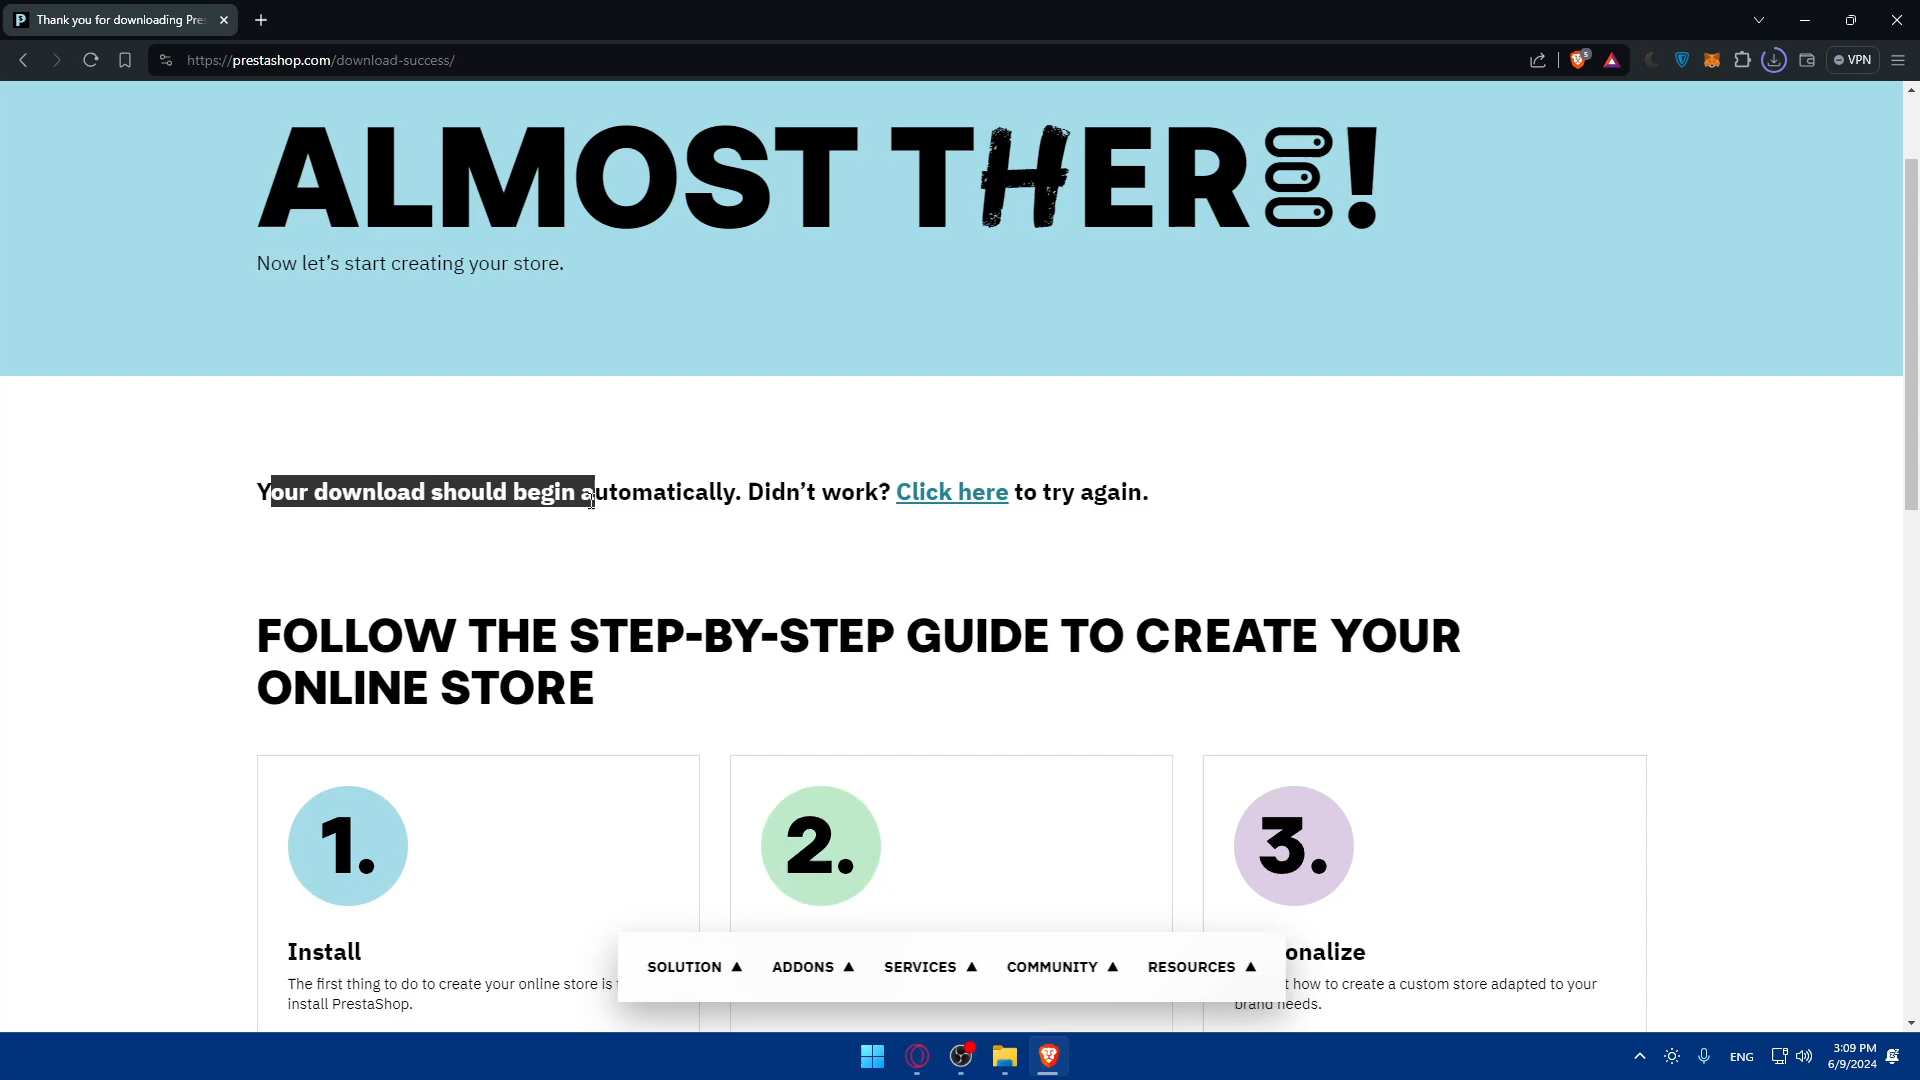 Thank you for downloading Pre
https://prestashop.com/download-success/
5
VPN
ALMOST THERE!
Now let’s start creating your store.
Your download should begin automatically. Didn’t work? Click here to try again.
FOLLOW THE STEP-BY-STEP GUIDE TO CREATE YOUR
ONLINE STORE
1.
2.
3.
Install
onalize
The first thing to do to create your online store is
install PrestaShop.
how to create a custom store adapted to your
brand needs.
SOLUTION ADDONS SERVICES COMMUNITY RESOURCES
ENG
3:09 PM
6/9/2024